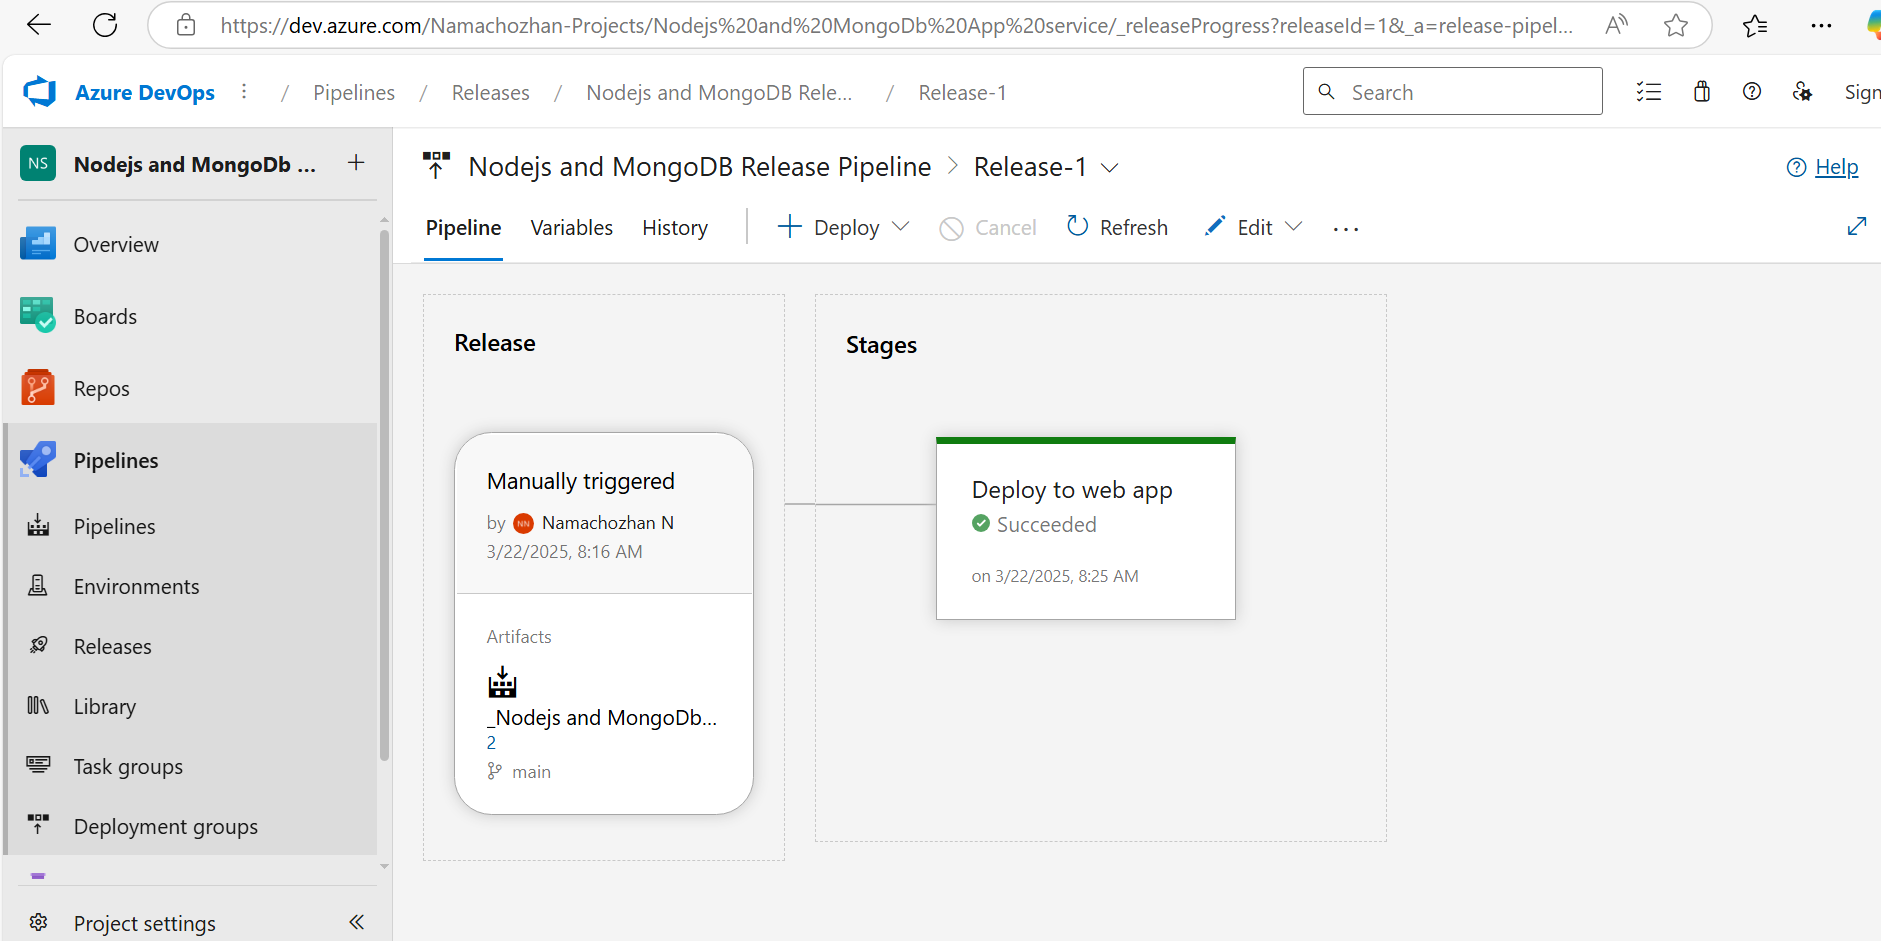 https://dev.azure.com/Namachozhan-Projects/Nodejs%20and%20MongoDb%20App%20service/_releaseProgress?releaseId=1&_a=release-pipel...
Azure DevOps / Pipelines / Releases / Nodejs and MongoDB Rele... / Release-1
Search
Sign
NS Nodejs and MongoDb ...
Overview
Boards
Repos
Pipelines
Pipelines
Environments
Releases
Library
Task groups
Deployment groups
Project settings
Nodejs and MongoDB Release Pipeline > Release-1
Help
Pipeline Variables History Deploy Cancel Refresh Edit ...
Release
Manually triggered
by NN Namachozhan N
3/22/2025, 8:16 AM
Artifacts
_Nodejs and MongoDb...
2
main
Stages
Deploy to web app
Succeeded
on 3/22/2025, 8:25 AM